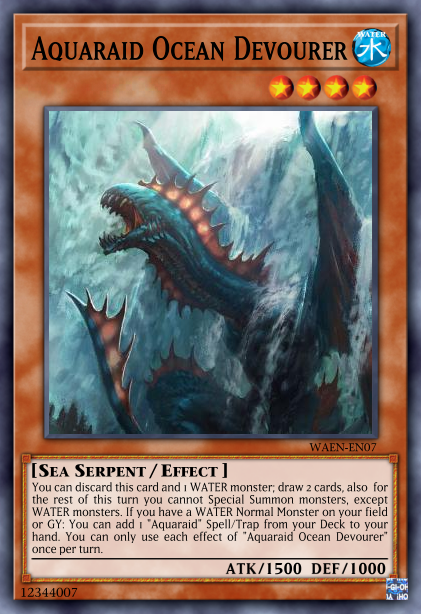 Aquaraid Ocean Devourer
WATER
水
WAEN-EN07
[Sea Serpent / Effect ]
You can discard this card and 1 WATER monster; draw 2 cards, also for
the rest of this turn you cannot Special Summon monsters, except
WATER monsters. If you have a WATER Normal Monster on your field
or GY: You can add 1 "Aquaraid" Spell/Trap from your Deck to your
hand. You can only use each effect of "Aquaraid Ocean Devourer"
once per turn.
ATK/1500 DEF/1000
12344007